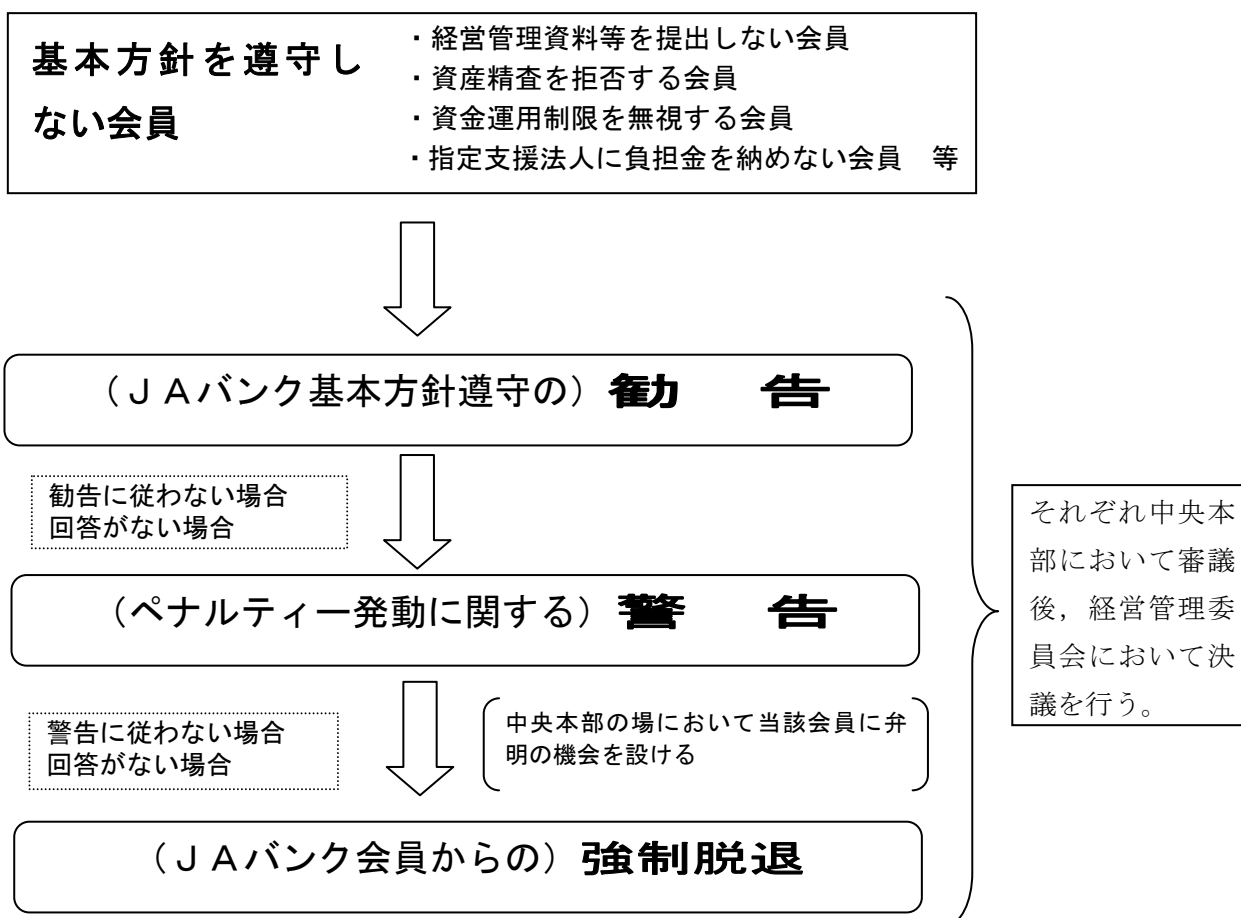 基本方針を遵守し
ない会員
・経営管理資料等を提出しない会員
・資産精査を拒否する会員
・資金運用制限を無視する会員
・指定支援法人に負担金を納めない会員　等
（ＪＡバンク基本方針遵守の）勧　告
勧告に従わない場合
回答がない場合
（ペナルティー発動に関する）警　告
警告に従わない場合
回答がない場合
中央本部の場において当該会員に弁
明の機会を設ける
（ＪＡバンク会員からの）強制脱退
それぞれ中央本
部において審議
後，経営管理委
員会において決
議を行う。